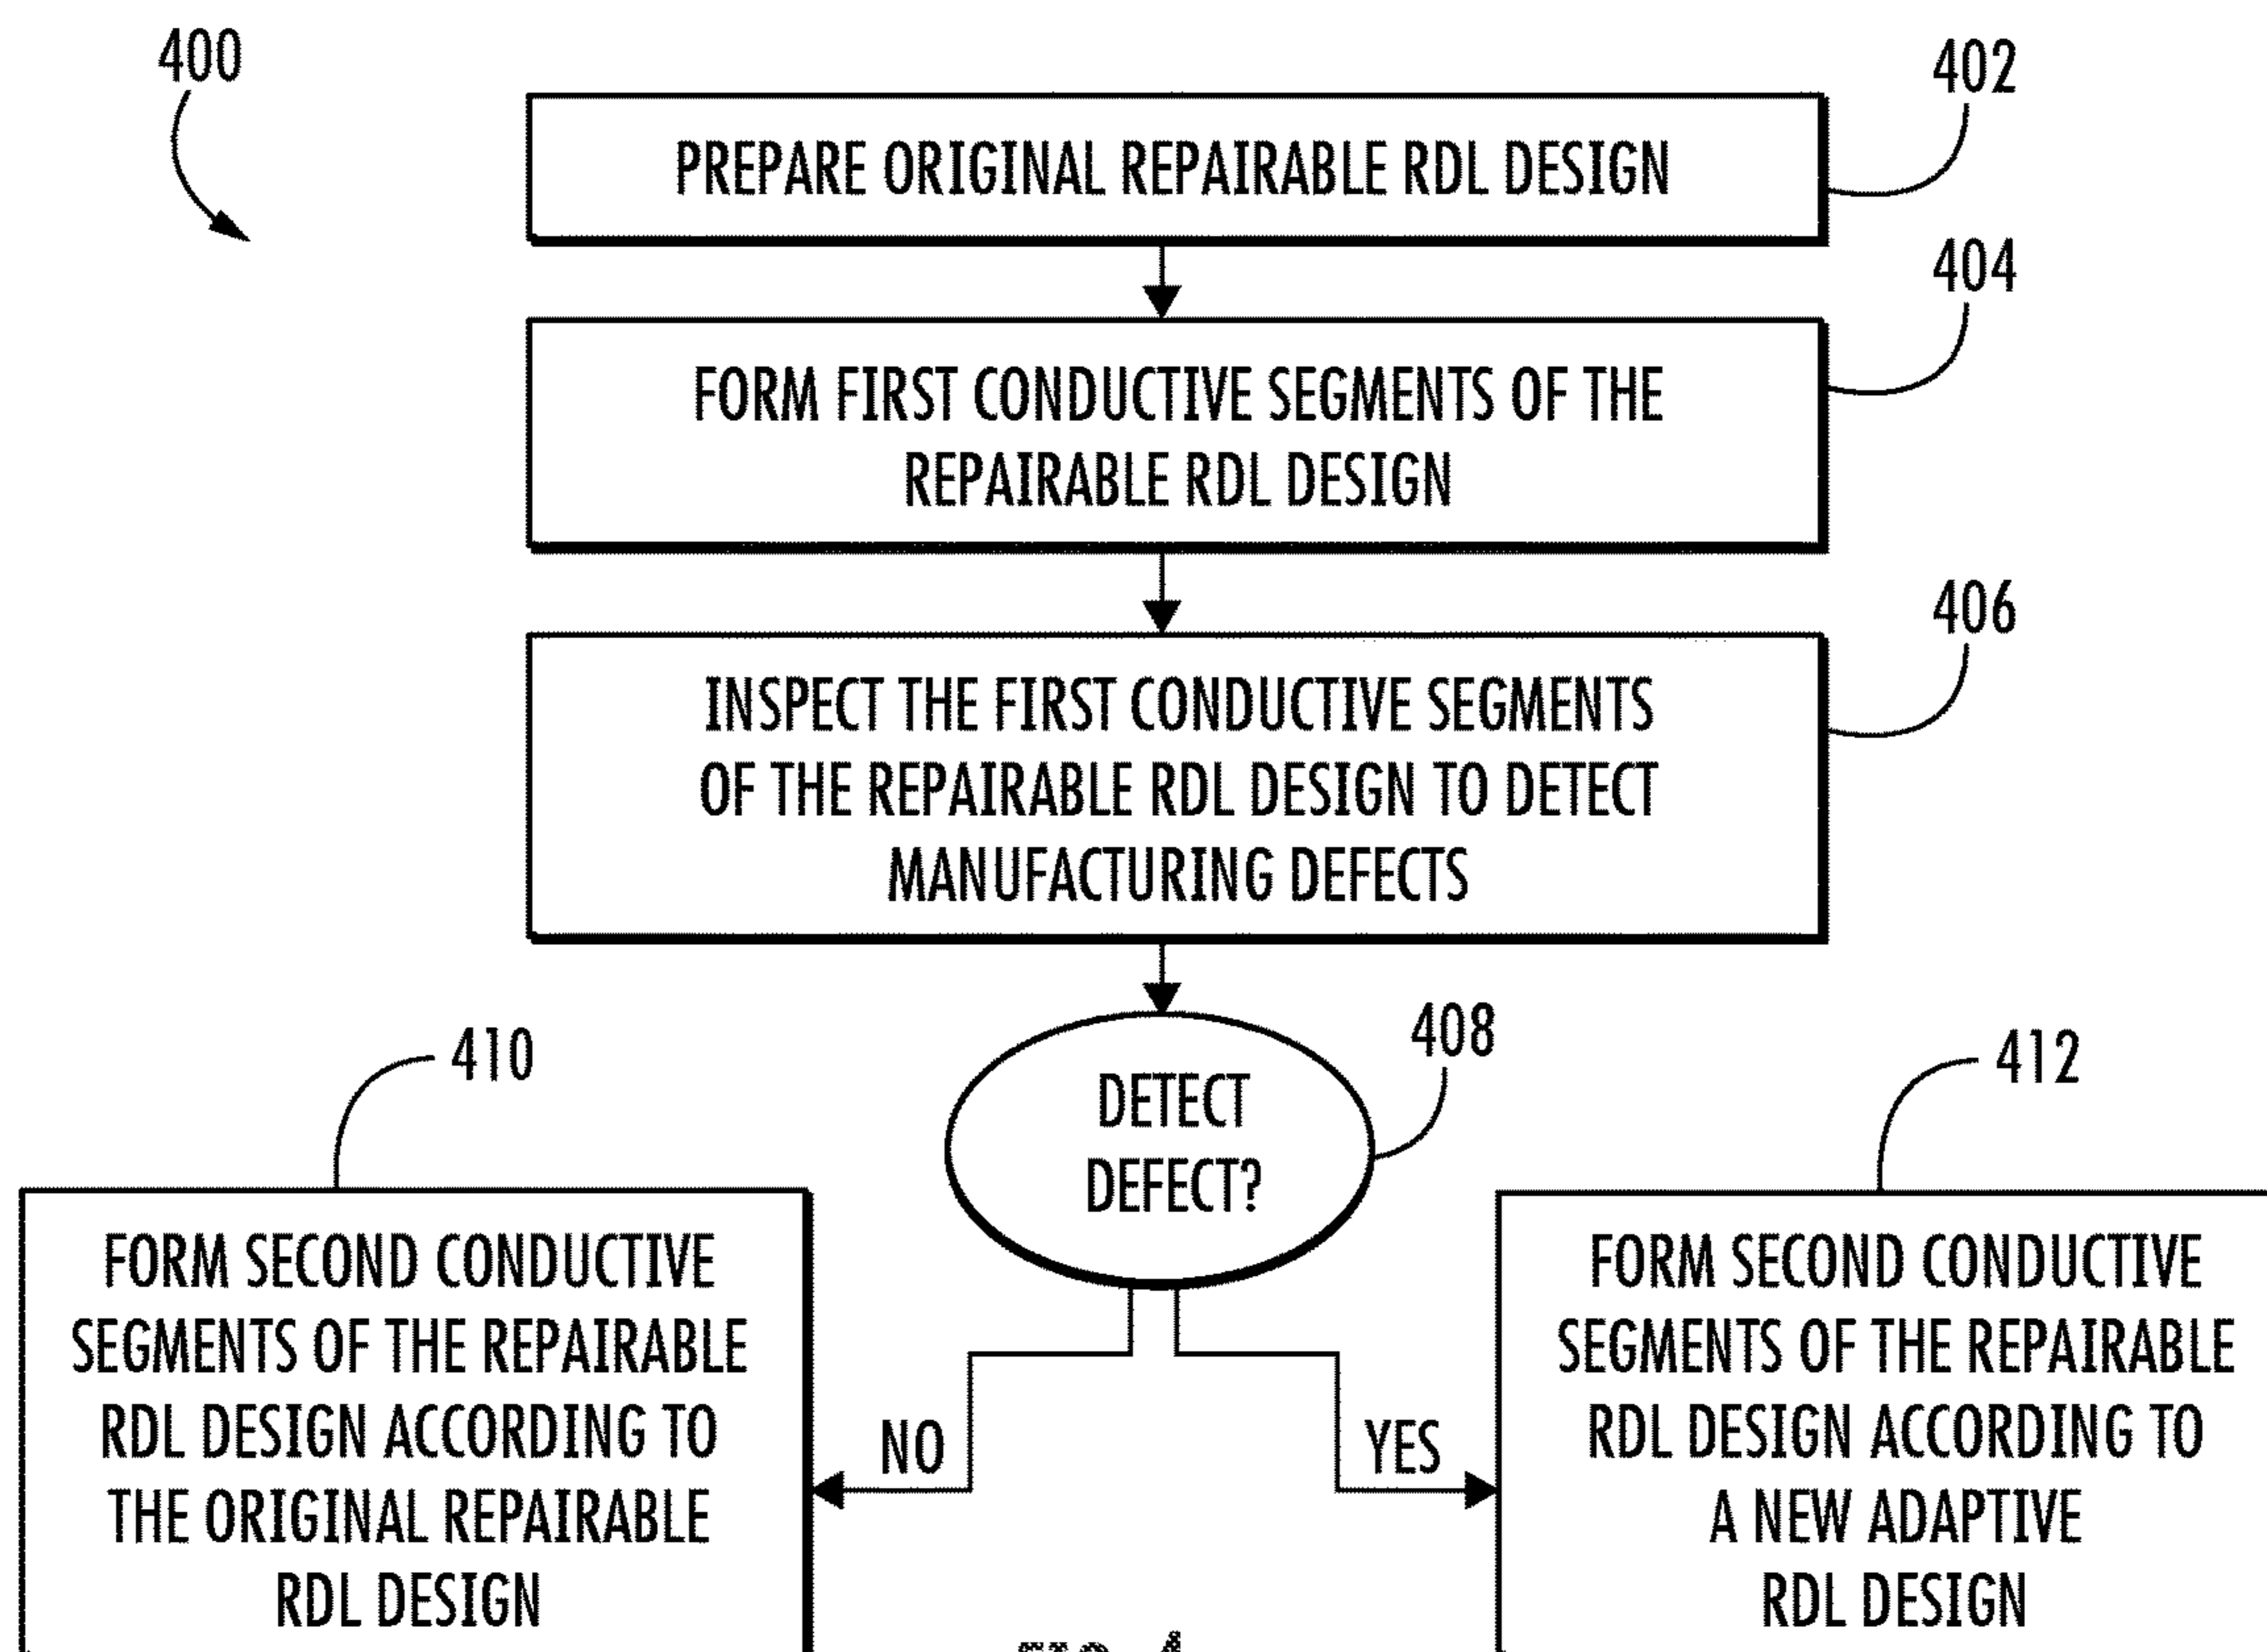 400
402
PREPARE ORIGINAL REPAIRABLE RDL DESIGN
404
FORM FIRST CONDUCTIVE SEGMENTS OF THE
REPAIRABLE RDL DESIGN
406
INSPECT THE FIRST CONDUCTIVE SEGMENTS
OF THE REPAIRABLE RDL DESIGN TO DETECT
MANUFACTURING DEFECTS
408
DETECT
DEFECT?
410
FORM SECOND CONDUCTIVE
SEGMENTS OF THE REPAIRABLE
RDL DESIGN ACCORDING TO
THE ORIGINAL REPAIRABLE
RDL DESIGN
NO
YES
412
FORM SECOND CONDUCTIVE
SEGMENTS OF THE REPAIRABLE
RDL DESIGN ACCORDING TO
A NEW ADAPTIVE
RDL DESIGN